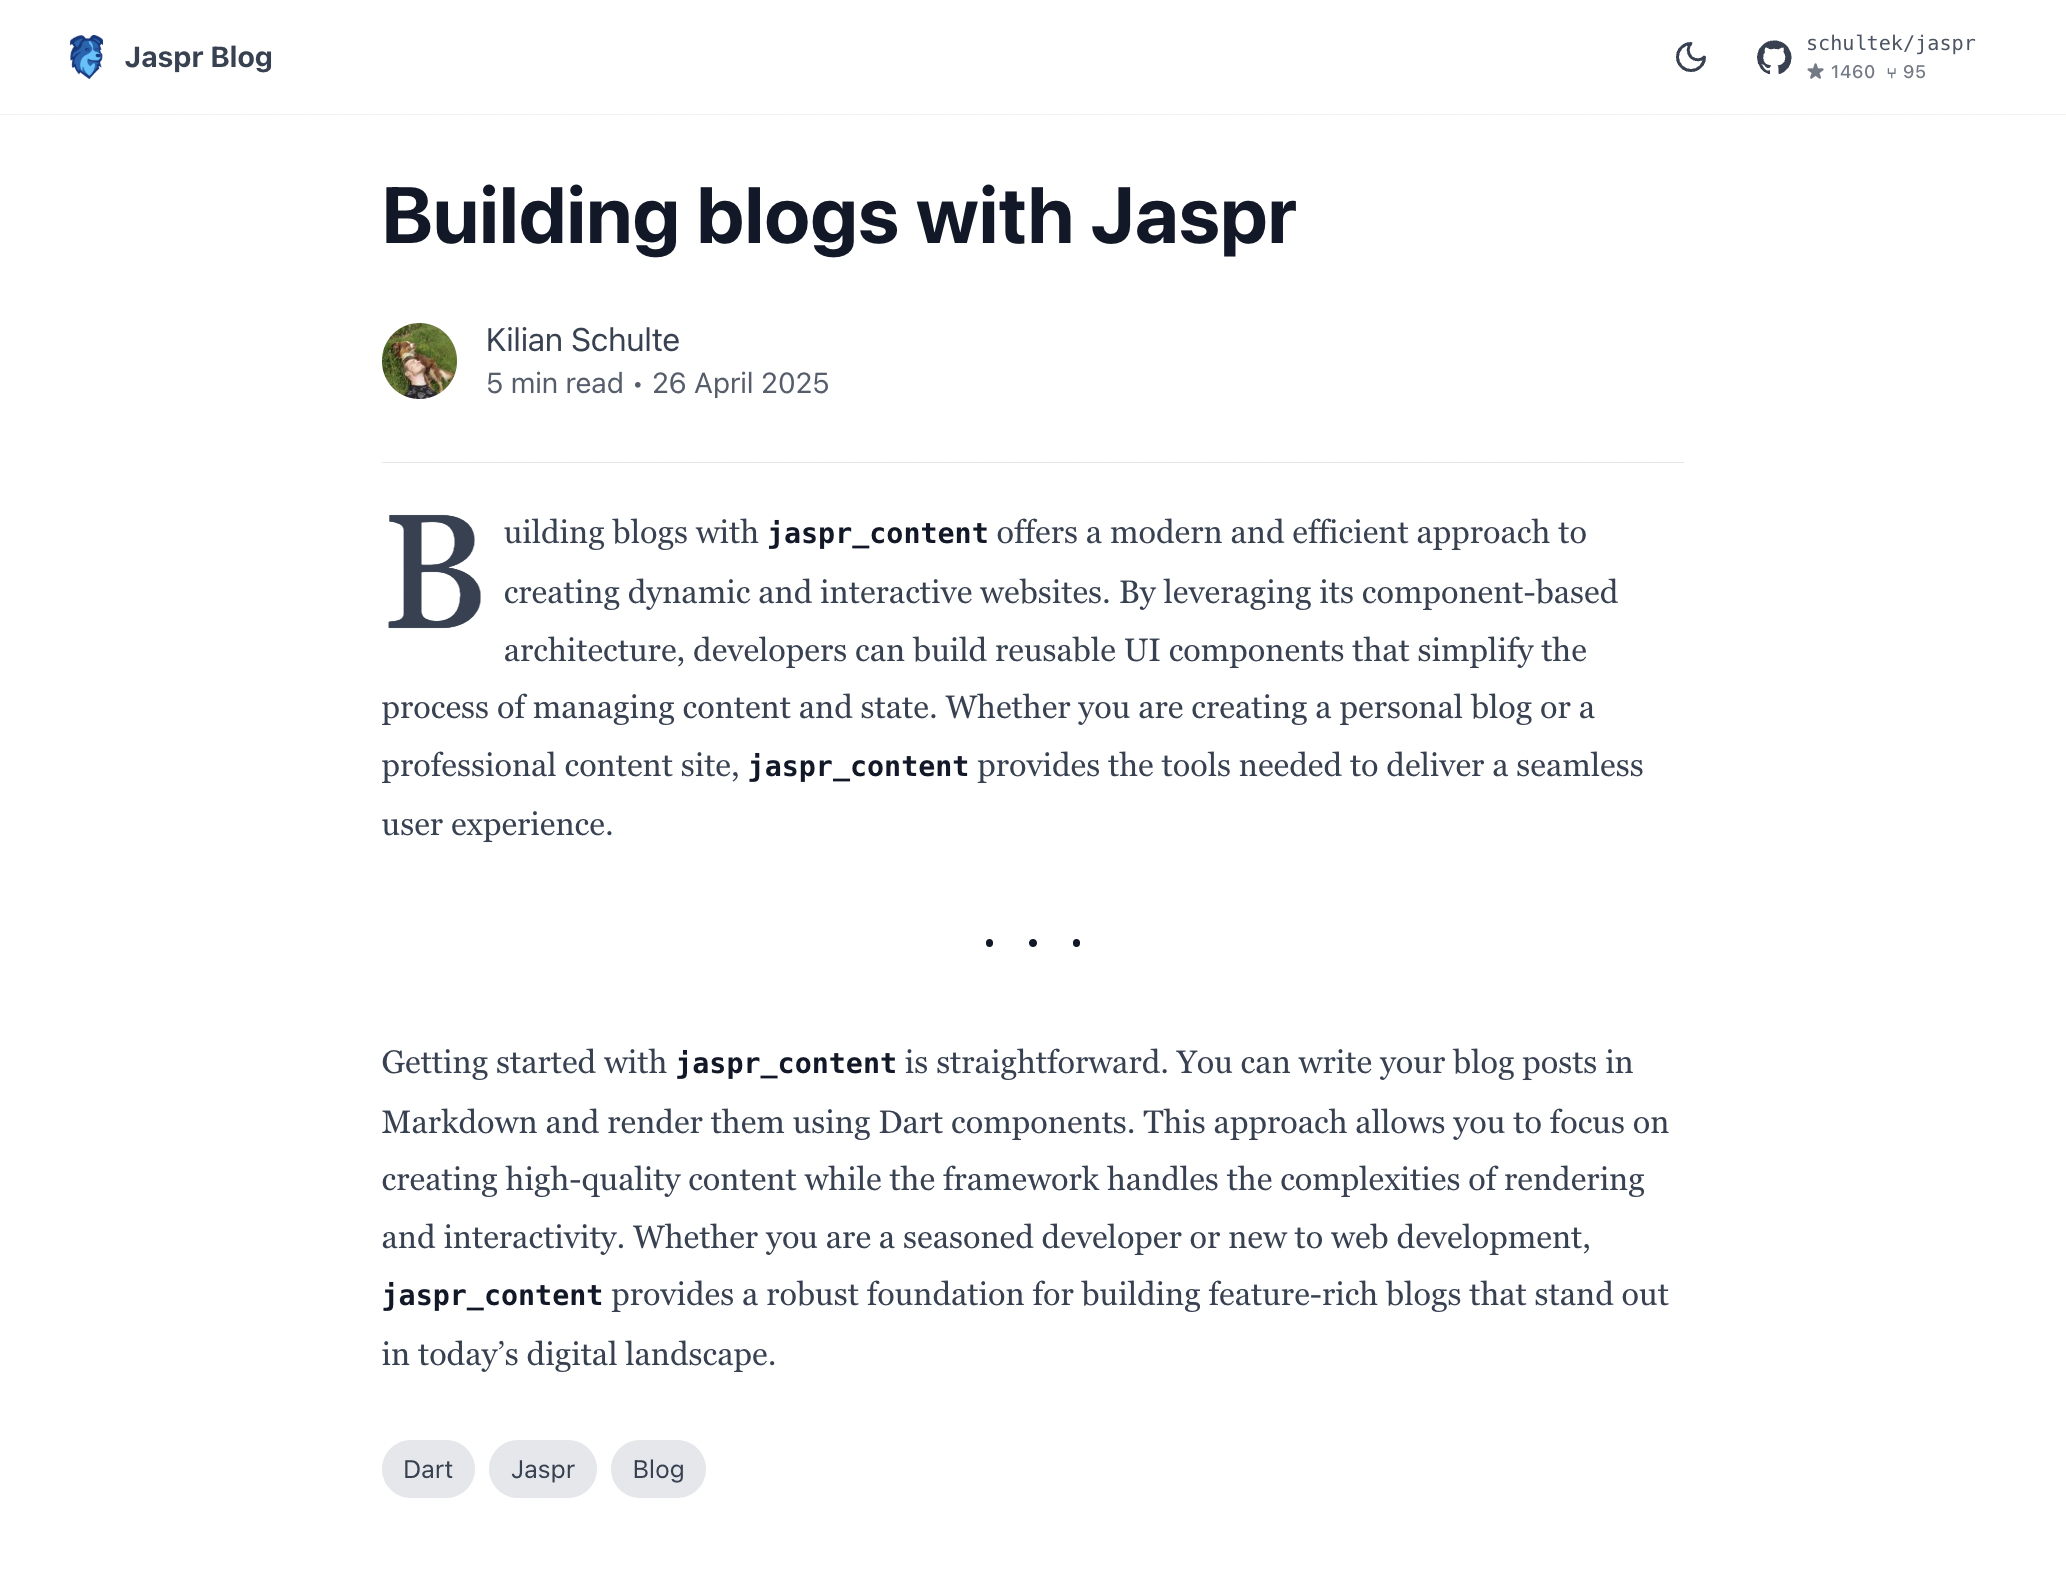 Jaspr Blog
schultek/jaspr
1460 95
Building blogs with Jaspr
Kilian Schulte
5 min read • 26 April 2025
Building blogs with jaspr_content offers a modern and efficient approach to
creating dynamic and interactive websites. By leveraging its component-based
architecture, developers can build reusable UI components that simplify the
process of managing content and state. Whether you are creating a personal blog or a
professional content site, jaspr_content provides the tools needed to deliver a seamless
user experience.
• • •
Getting started with jaspr_content is straightforward. You can write your blog posts in
Markdown and render them using Dart components. This approach allows you to focus on
creating high-quality content while the framework handles the complexities of rendering
and interactivity. Whether you are a seasoned developer or new to web development,
jaspr_content provides a robust foundation for building feature-rich blogs that stand out
in today’s digital landscape.
Dart Jaspr Blog